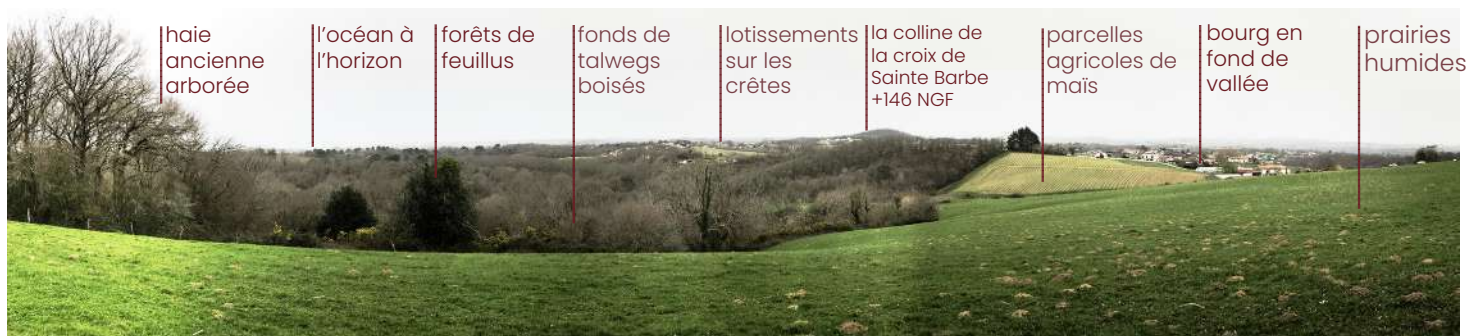 haie
ancienne
arborée
l'océan à
l'horizon
forêts de
feuillus
fonds de
talwegs
boisés
lotissements
sur les
crêtes
la colline de
la croix de
Sainte Barbe
+146 NGF
parcelles
agricoles de
maïs
bourg en
fond de
vallée
prairies
humides